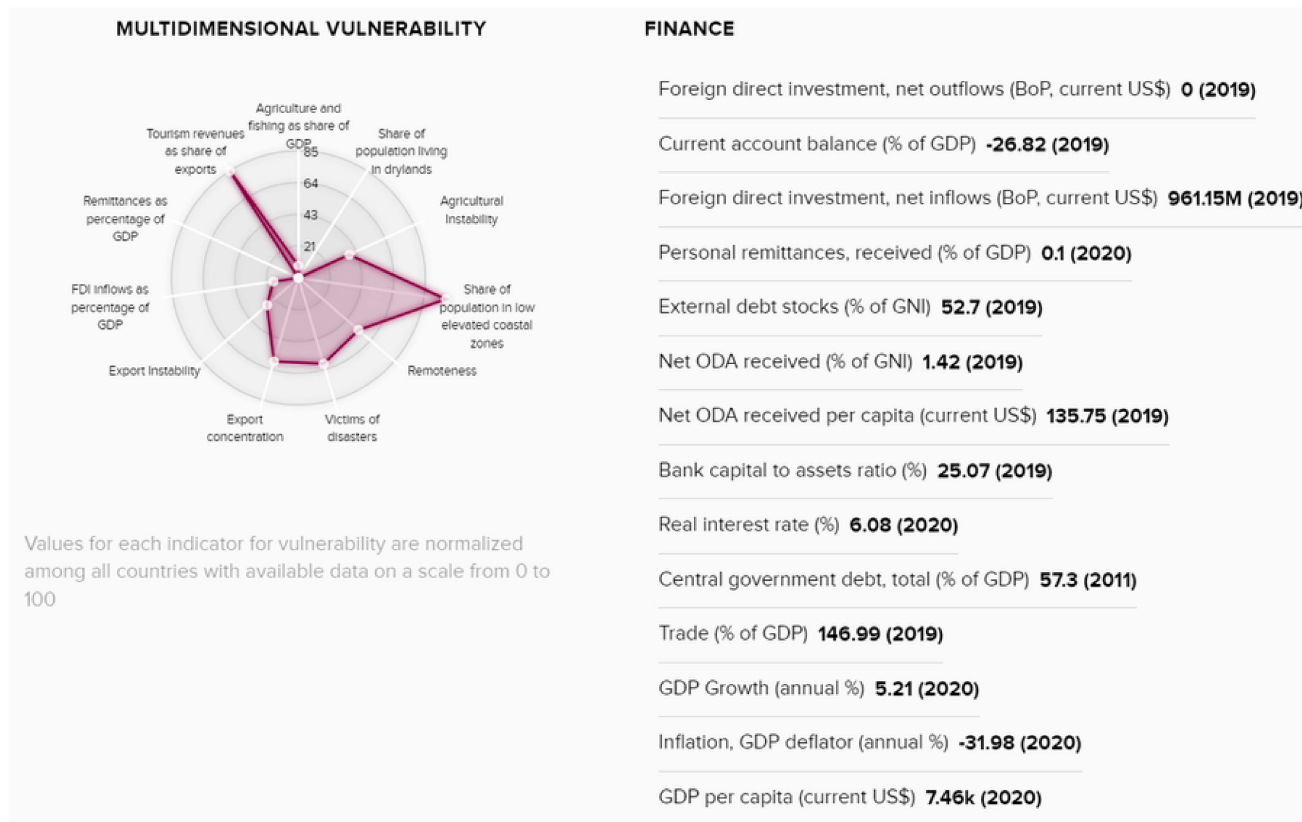 MULTIDIMENSIONAL VULNERABILITY
Agriculture and
fishing as share of
GDP
Share of
population living
in drylands
Agricultural
Instability
Share of
population in low
elevated coastal
zones
Remoteness
Victims of
disasters
Export
concentration
Export Instability
FDI inflows as
percentage of
GDP
Remittances as
percentage of
GDP
Tourism revenues
as share of
exports
85
64
43
21
Values for each indicator for vulnerability are normalized
among all countries with available data on a scale from 0 to
100
FINANCE
Foreign direct investment, net outflows (BoP, current US$) 0 (2019)
Current account balance (% of GDP) -26.82 (2019)
Foreign direct investment, net inflows (BoP, current US$) 961.15M (2019)
Personal remittances, received (% of GDP) 0.1 (2020)
External debt stocks (% of GNI) 52.7 (2019)
Net ODA received (% of GNI) 1.42 (2019)
Net ODA received per capita (current US$) 135.75 (2019)
Bank capital to assets ratio (%) 25.07 (2019)
Real interest rate (%) 6.08 (2020)
Central government debt, total (% of GDP) 57.3 (2011)
Trade (% of GDP) 146.99 (2019)
GDP Growth (annual %) 5.21 (2020)
Inflation, GDP deflator (annual %) -31.98 (2020)
GDP per capita (current US$) 7.46k (2020)